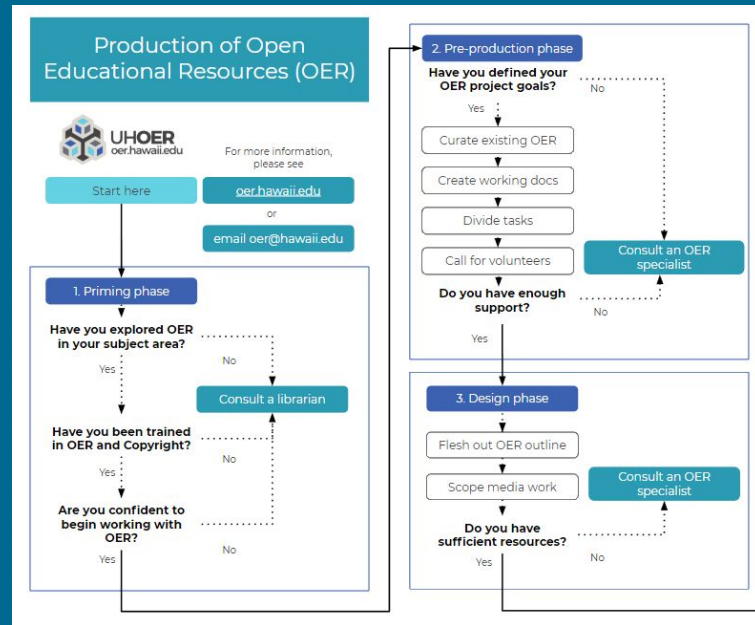 Production of Open
Educational Resources (OER)
UHOER
oer.hawaii.edu
For more information,
please see
Start here
oer.hawaii.edu
or
email oer@hawaii.edu
1. Priming phase
Have you explored OER
in your subject area?
No
Yes
Consult a librarian
Have you been trained
in OER and Copyright?
No
Yes
Are you confident to
begin working with
OER?
No
Yes
2. Pre-production phase
Have you defined your
OER project goals?
No
Yes
Curate existing OER
Create working docs
Divide tasks
Call for volunteers
Consult an OER
specialist
Do you have enough
support?
No
Yes
3. Design phase
Flesh out OER outline
Scope media work
Consult an OER
specialist
Do you have
sufficient resources?
Yes
No